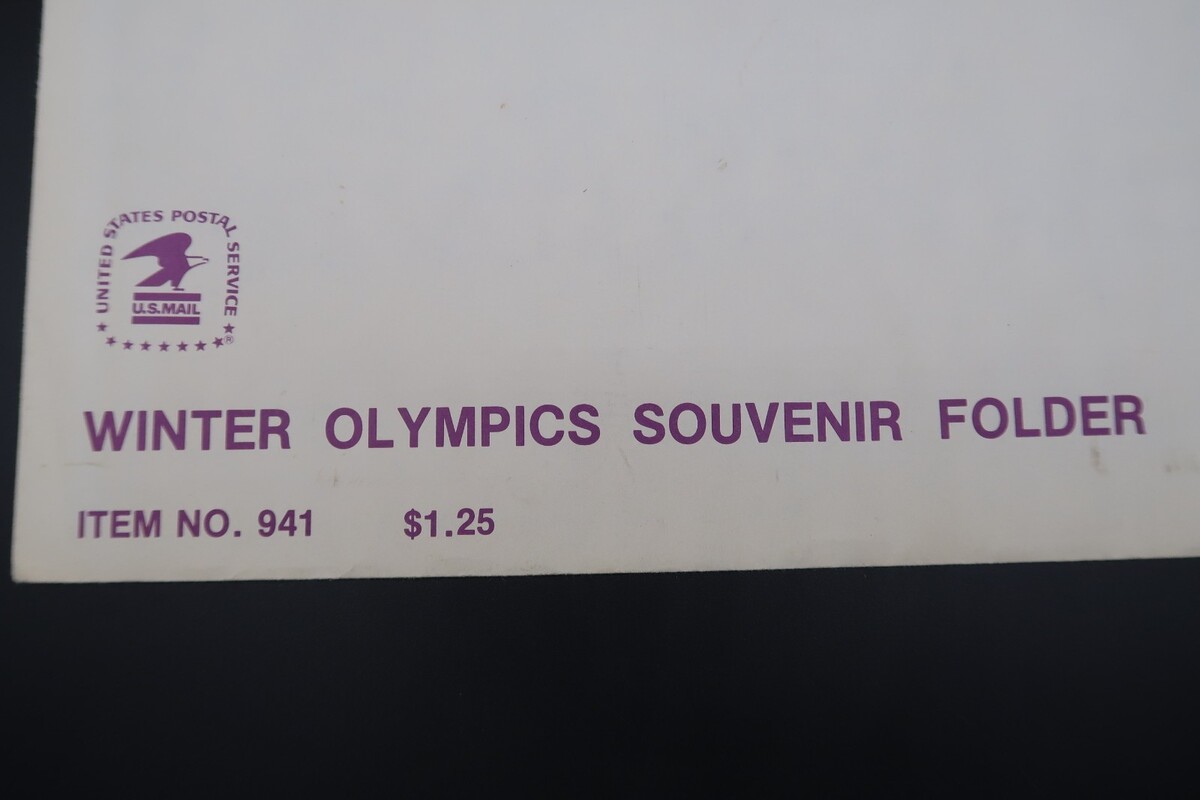 UNITED STATES POSTAL SERVICE
U.S.MAIL
®
WINTER OLYMPICS SOUVENIR FOLDER
ITEM NO. 941 $1.25